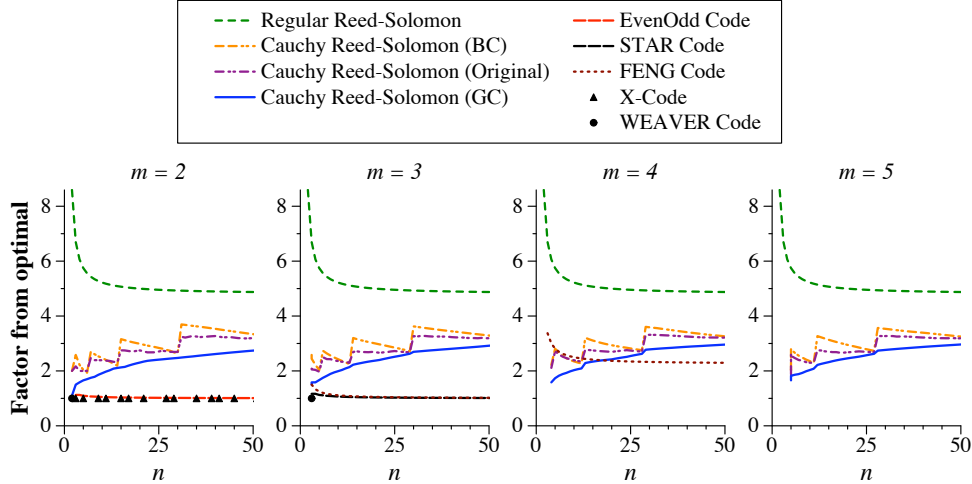 Regular Reed-Solomon
Cauchy Reed-Solomon (BC)
Cauchy Reed-Solomon (Original)
Cauchy Reed-Solomon (GC)
EvenOdd Code
STAR Code
FENG Code
X-Code
WEAVER Code
Factor from optimal
m = 2
8
6
4
2
0
0
25
50
n
m = 3
8
6
4
2
0
0
25
50
n
m = 4
8
6
4
2
0
0
25
50
n
m = 5
8
6
4
2
0
0
25
50
n